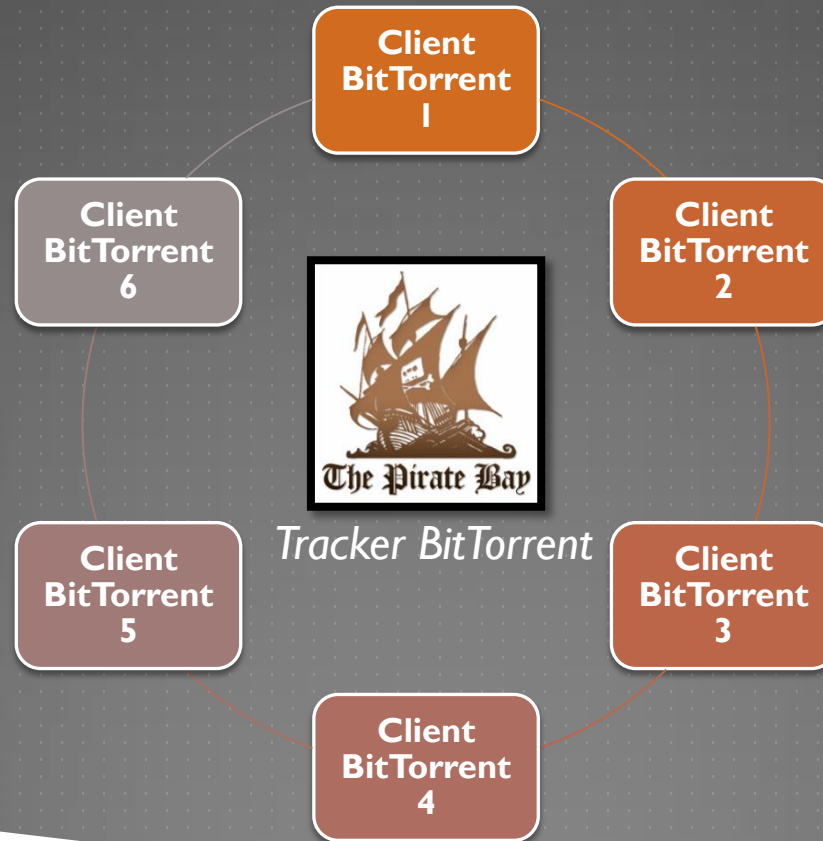 Client
BitTorrent
1
Client
BitTorrent
6
Client
BitTorrent
2
The Pirate Bay
Tracker BitTorrent
Client
BitTorrent
5
Client
BitTorrent
3
Client
BitTorrent
4